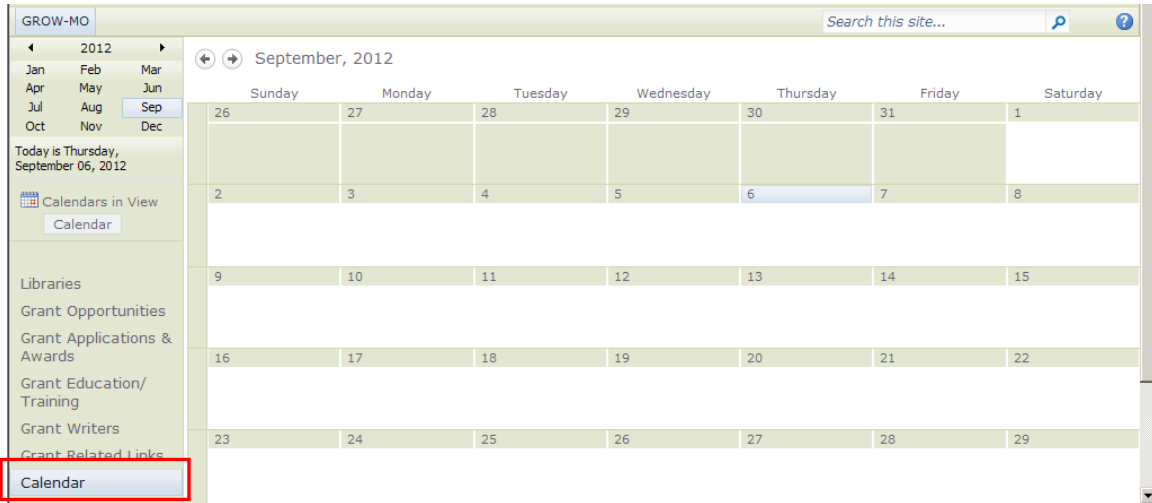 GROW-MO
Search this site...
2012
Jan Feb Mar
Apr May Jun
Jul Aug Sep
Oct Nov Dec
Today is Thursday,
September 06, 2012
Calendars in View
Calendar
Libraries
Grant Opportunities
Grant Applications &
Awards
Grant Education/
Training
Grant Writers
Grant Related Links
Calendar
September, 2012
Sunday Monday Tuesday Wednesday Thursday Friday Saturday
26 27 28 29 30 31 1
2 3 4 5 6 7 8
9 10 11 12 13 14 15
16 17 18 19 20 21 22
23 24 25 26 27 28 29